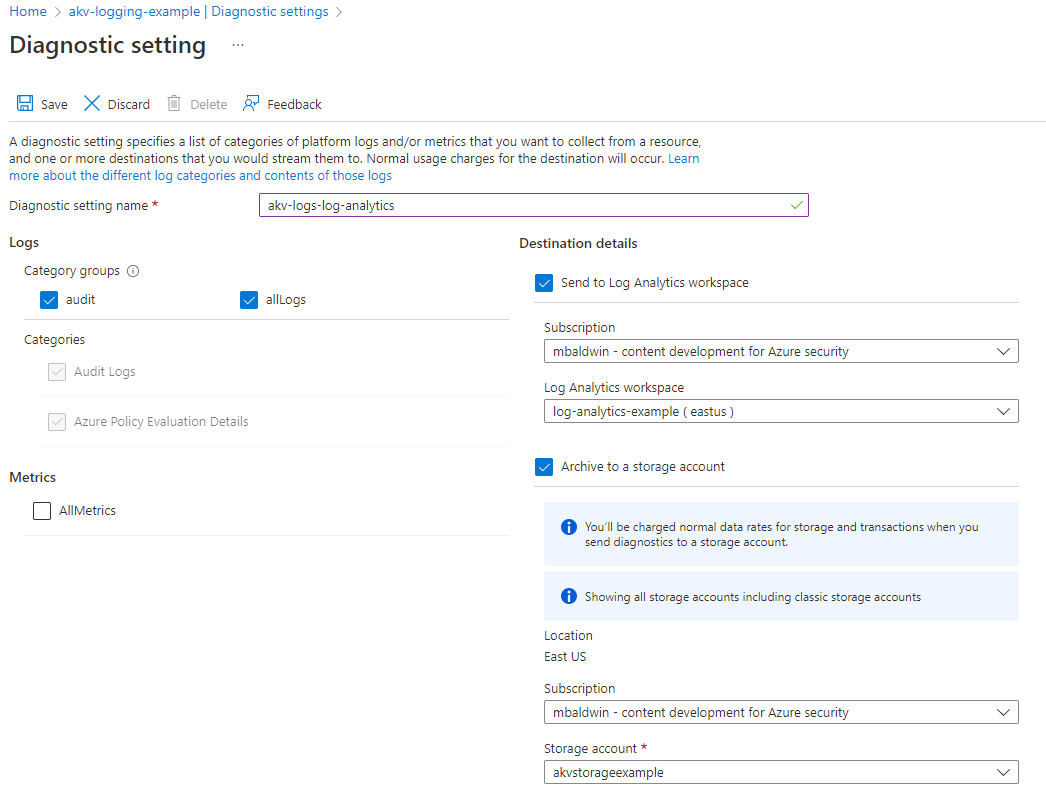 Home > akv-logging-example | Diagnostic settings >
Diagnostic setting ...
Save Discard Delete Feedback
A diagnostic setting specifies a list of categories of platform logs and/or metrics that you want to collect from a resource,
and one or more destinations that you would stream them to. Normal usage charges for the destination will occur. Learn
more about the different log categories and contents of those logs
Diagnostic setting name * akv-logs-log-analytics
Logs
Category groups
audit allLogs
Categories
Audit Logs
Azure Policy Evaluation Details
Metrics
AllMetrics
Destination details
Send to Log Analytics workspace
Subscription
mbaldwin - content development for Azure security
Log Analytics workspace
log-analytics-example ( eastus )
Archive to a storage account
You'll be charged normal data rates for storage and transactions when you
send diagnostics to a storage account.
Showing all storage accounts including classic storage accounts
Location
East US
Subscription
mbaldwin - content development for Azure security
Storage account *
akvstorageexample